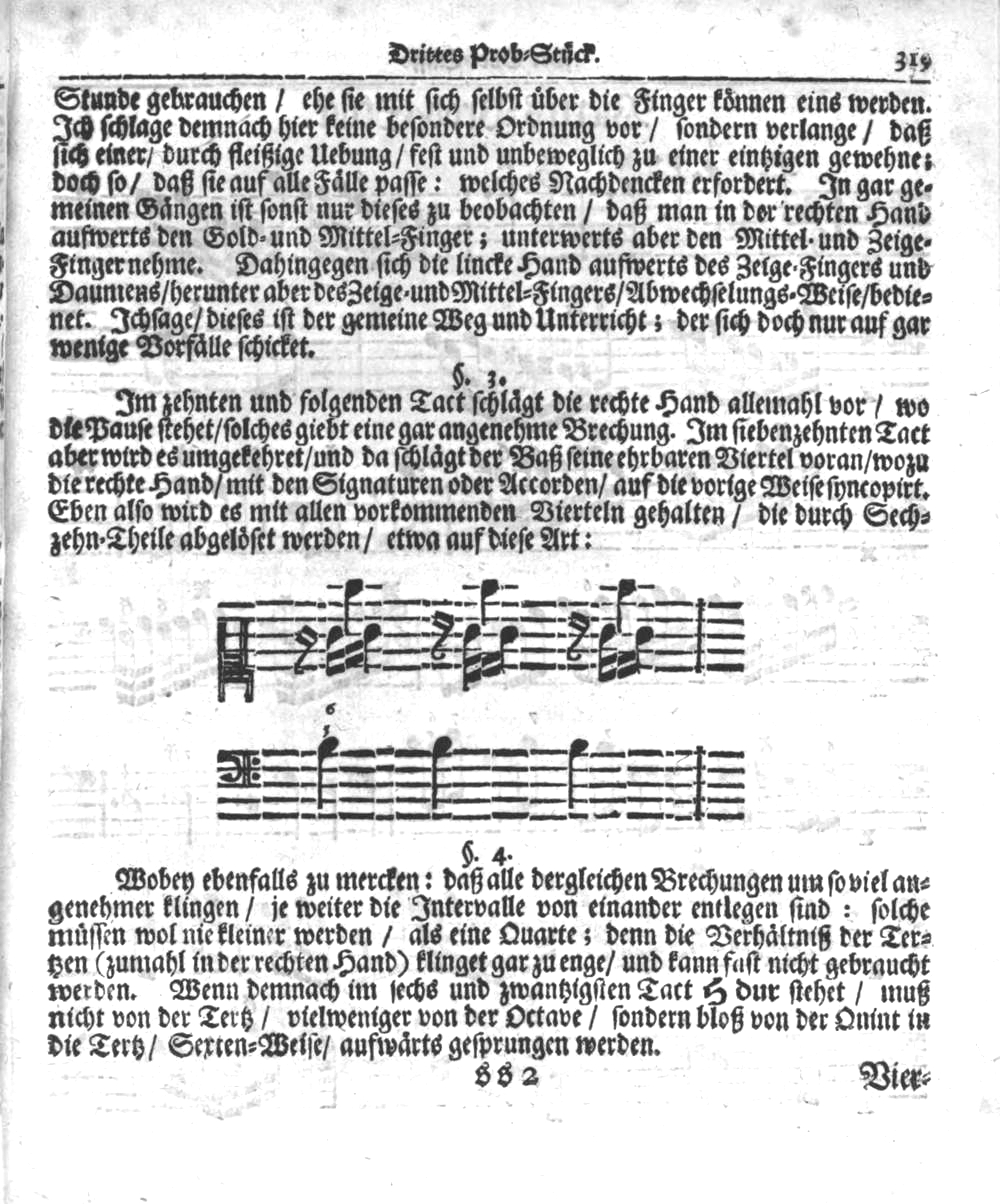 Drittes Prob-Stück. 319
Stunde gebrauchen / ehe sie mit sich selbst über die Finger können eins werden.
Ich schlage demnach hier keine besondere Ordnung vor / sondern verlange / daß
sich einer/ durch fleißige Uebung/ fest und unbeweglich zu einer eintzigen gewehne;
doch so/ daß sie auf alle Fälle passe: welches Nachdencken erfordert. In gar ge-
meinen Gängen ist sonst nur dieses zu beobachten / daß man in der rechten Hand
aufwerts den Gold- und Mittel-Finger; unterwerts aber den Mittel- und Zeige-
Finger nehme. Dahingegen sich die lincke Hand aufwerts des Zeige-Fingers und
Daumens/ herunter aber des Zeige- und Mittel-Fingers/ Abwechselungs-Weise/ bedie-
net. Ich sage/ dieses ist der gemeine Weg und Unterricht; der sich doch nur auf gar
wenige Vorfälle schicket.
§. 3.
Im zehnten und folgenden Tact schlägt die rechte Hand allemahl vor / wo
die Pause stehet/ solches giebt eine gar angenehme Brechung. Im siebenzehnten Tact
aber wird es umgekehret/ und da schlägt der Baß seine ehrbaren Viertel voran/ wozu
die rechte Hand/ mit den Signaturen oder Accorden/ auf die vorige Weise syncopirt.
Eben also wird es mit allen vorkommenden Vierteln gehalten / die durch Sech-
zehn-Theile abgelöset werden / etwa auf diese Art:
6
5
§. 4.
Wobey ebenfalls zu mercken: daß alle dergleichen Brechungen um so viel an-
genehmer klingen / je weiter die Intervalle von einander entlegen sind : solche
müssen wol nie kleiner werden / als eine Quarte; denn die Verhältniß der Ter-
tzen (zumahl in der rechten Hand) klinget gar zu enge/ und kann fast nicht gebraucht
werden. Wenn demnach im sechs und zwantzigsten Tact H dur stehet / muß
nicht von der Tertz / vielweniger von der Octave / sondern bloß von der Quint in
die Tertz/ Sexten-Weise/ aufwärts gesprungen werden.
S s 2 Vier-